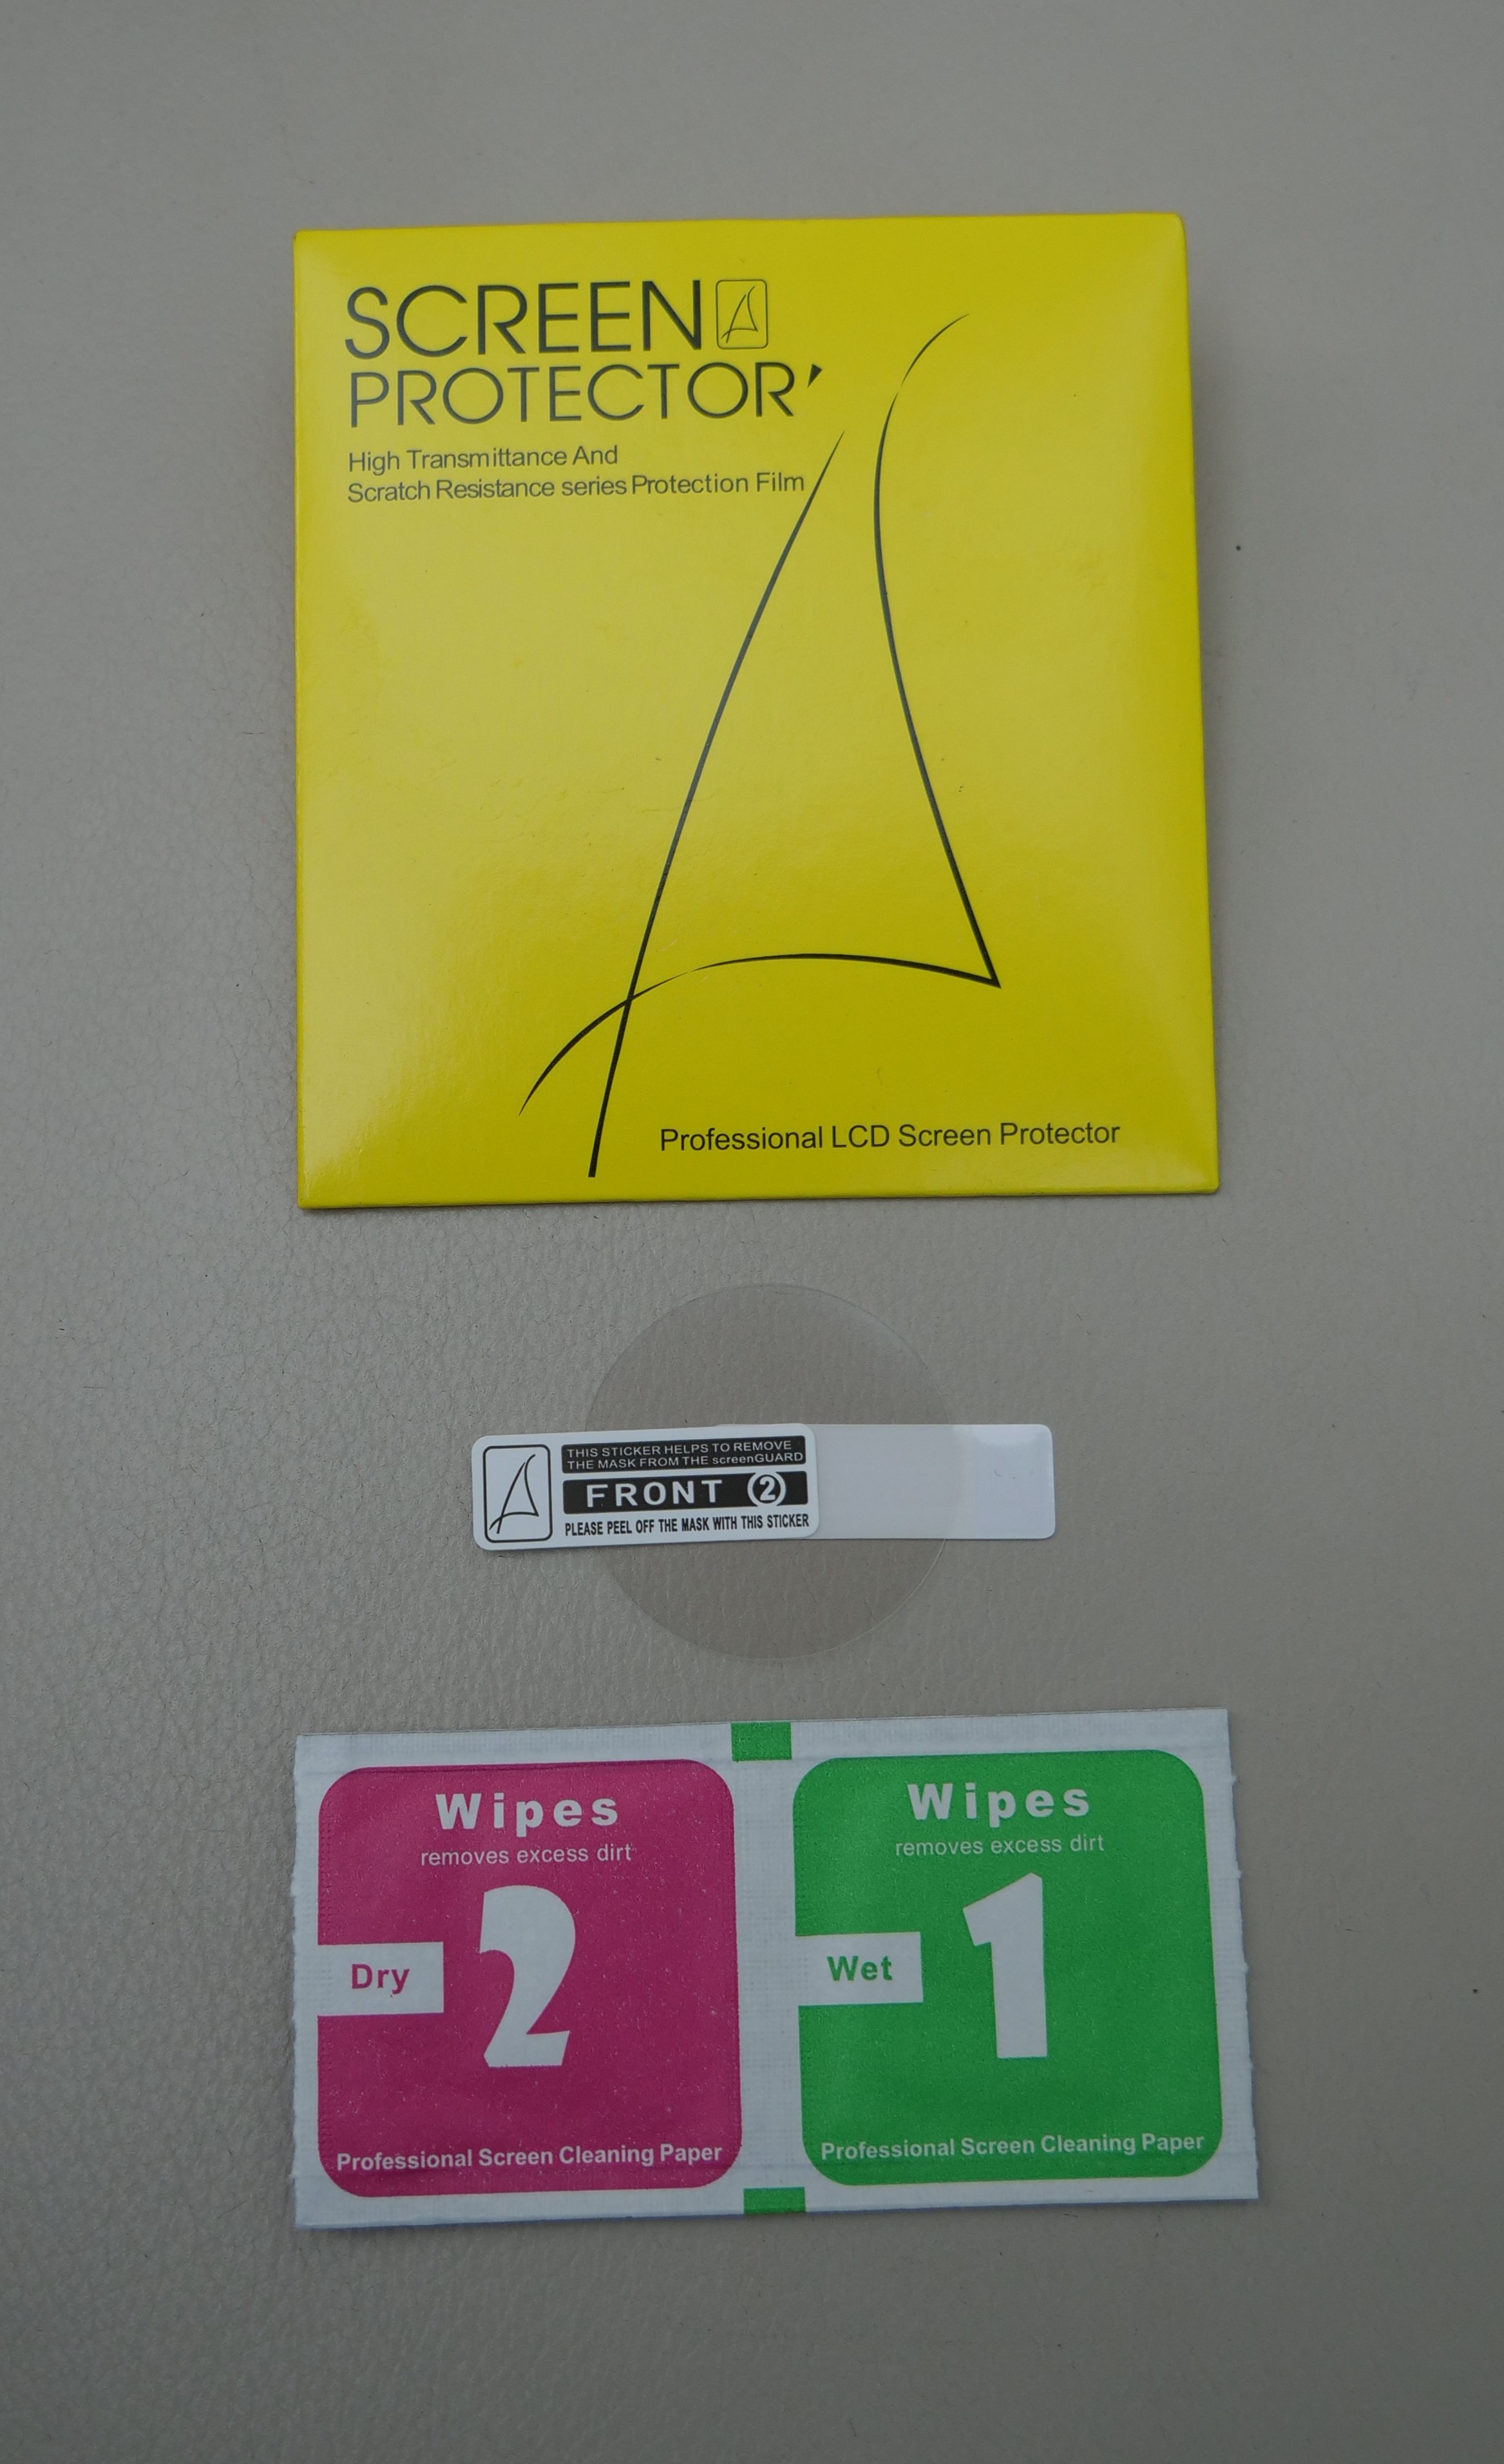 SCREEN
PROTECTOR'
High Transmittance And
Scratch Resistance series Protection Film
Professional LCD Screen Protector
THIS STICKER HELPS TO REMOVE
THE MASK FROM THE screenGUARD
FRONT 2
PLEASE PEEL OFF THE MASK WITH THIS STICKER
Wipes
removes excess dirt
2
Dry
Professional Screen Cleaning Paper
Wipes
removes excess dirt
1
Wet
Professional Screen Cleaning Paper